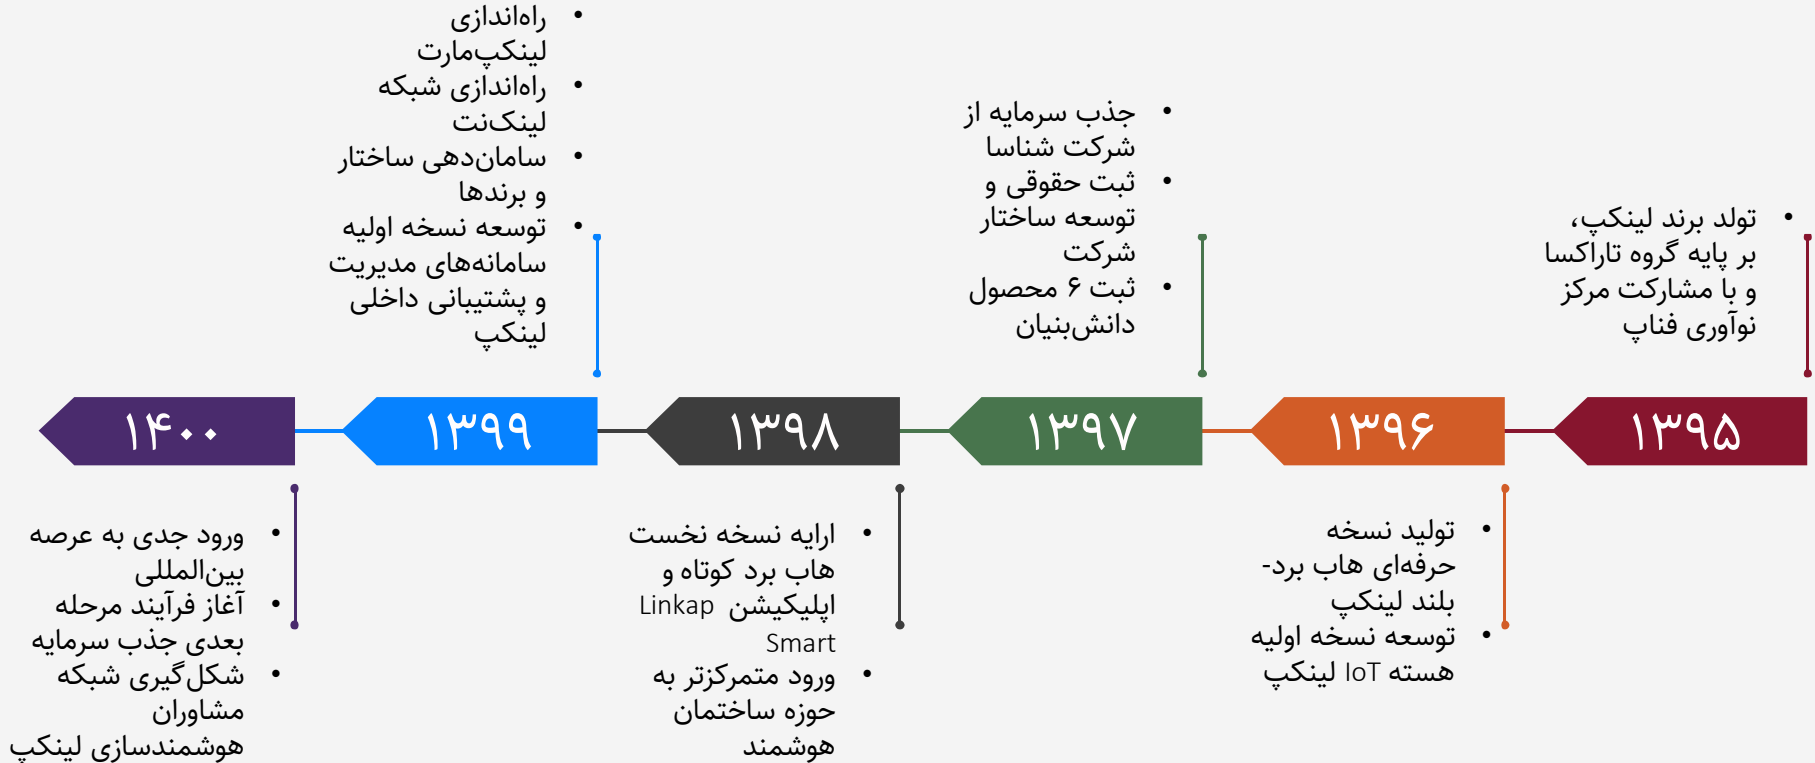 ۱۳۹۵
• تولد برند لینکپ،
بر پایه گروه تاراکسا
و با مشارکت مرکز
نوآوری فناپ
۱۳۹۶
• تولید نسخه
حرفه‌ای هاب برد-
بلند لینکپ
• توسعه نسخه اولیه
هسته IoT لینکپ
۱۳۹۷
• جذب سرمایه از
شرکت شناسا
• ثبت حقوقی و
توسعه ساختار
شرکت
• ثبت ۶ محصول
دانش‌بنیان
۱۳۹۸
• ارایه نسخه نخست
هاب برد کوتاه و
اپلیکیشن Linkap
Smart
• ورود متمرکزتر به
حوزه ساختمان
هوشمند
۱۳۹۹
• راه‌اندازی
لینکپ‌مارت
• راه‌اندازی شبکه
لینک‌نت
• سامان‌دهی ساختار
و برندها
• توسعه نسخه اولیه
سامانه‌های مدیریت
و پشتیبانی داخلی
لینکپ
۱۴۰۰
• ورود جدی به عرصه
بین‌المللی
• آغاز فرآیند مرحله
بعدی جذب سرمایه
• شکل‌گیری شبکه
مشاوران
هوشمندسازی لینکپ